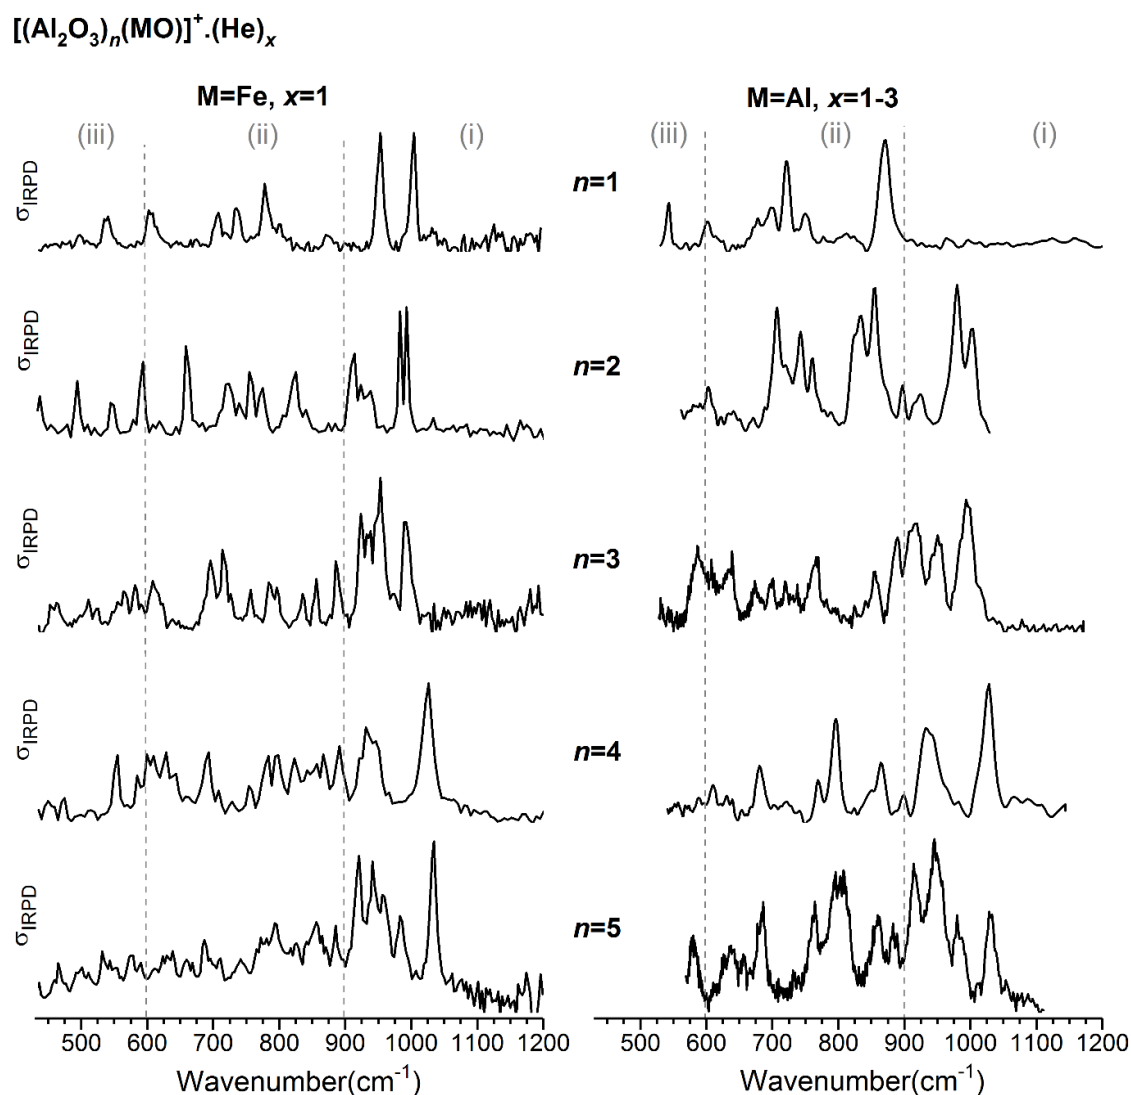 [(Al₂O₃)ₙ(MO)]⁺.(He)ₓ
M=Fe, x=1
M=Al, x=1-3
(iii) (ii) (i)
(iii) (ii) (i)
σIRPD
n=1
σIRPD
n=2
σIRPD
n=3
σIRPD
n=4
σIRPD
n=5
500 600 700 800 900 1000 1100 1200
500 600 700 800 900 1000 1100 1200
Wavenumber(cm⁻¹)
Wavenumber(cm⁻¹)